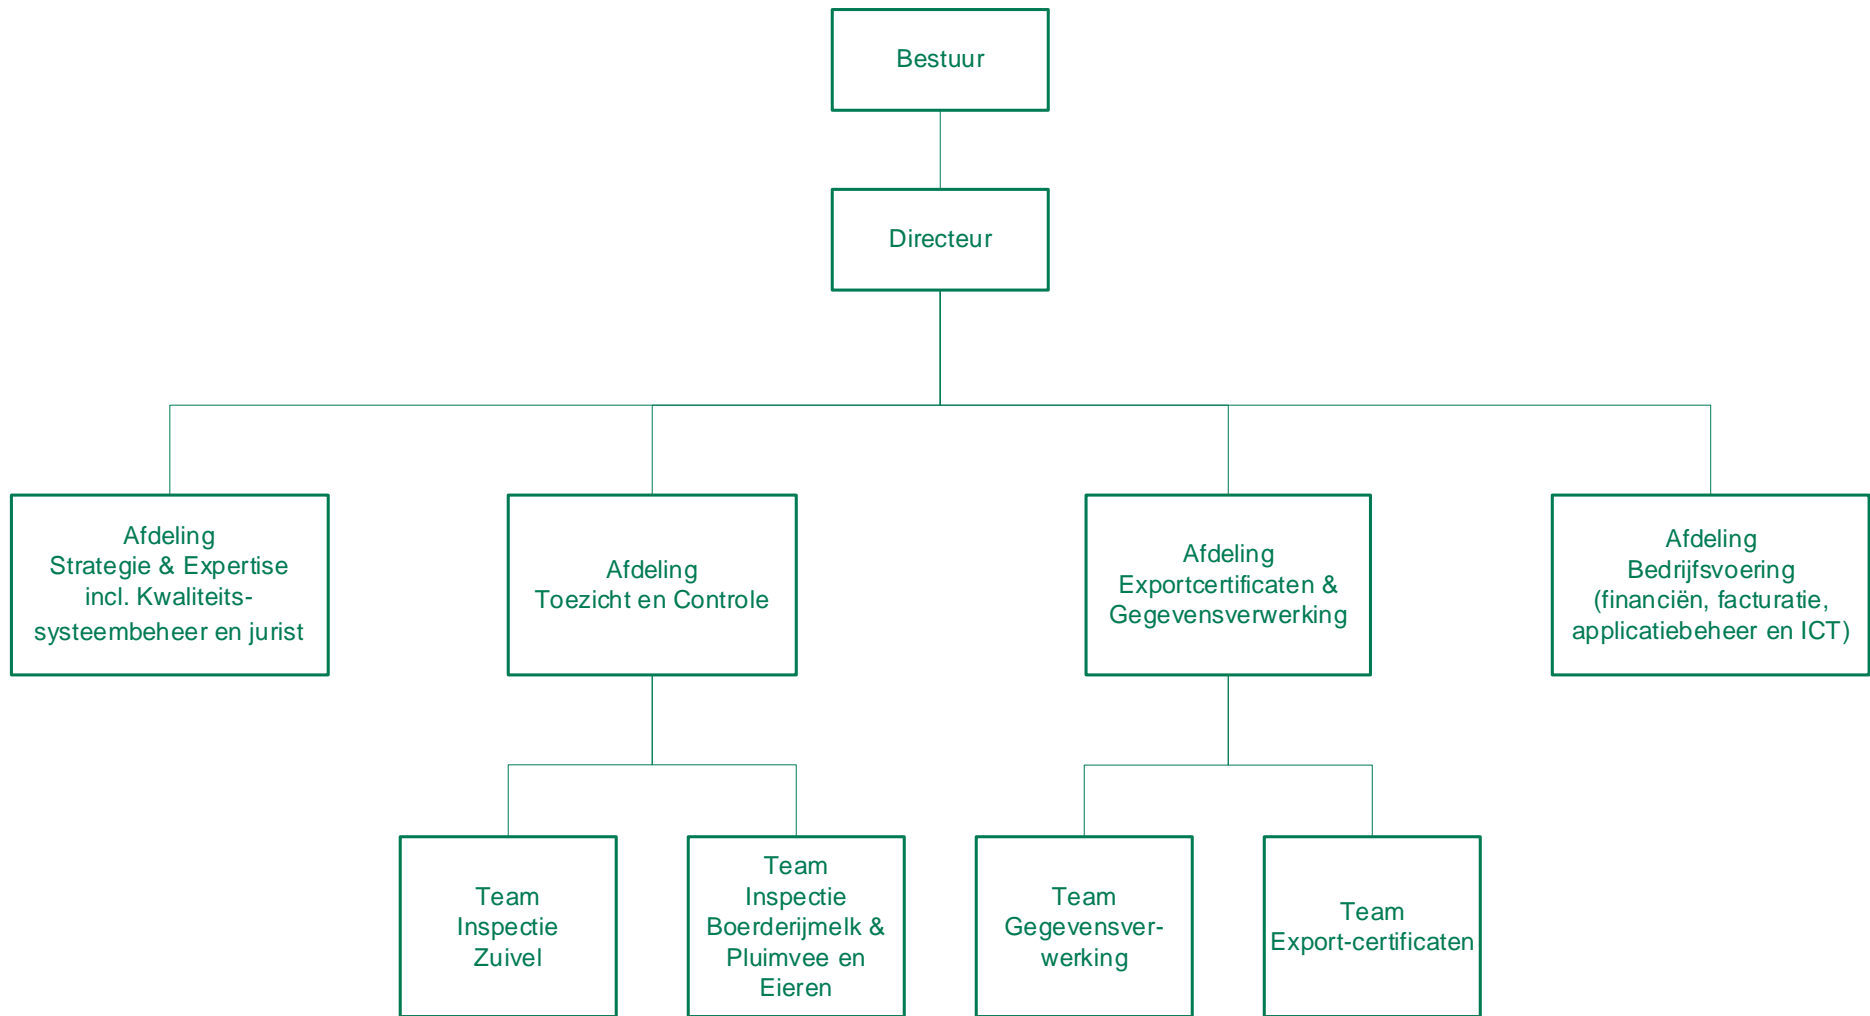 Bestuur
Directeur
Afdeling
Strategie & Expertise
incl. Kwaliteits-
systeembeheer en jurist
Afdeling
Toezicht en Controle
Afdeling
Exportcertificaten &
Gegevensverwerking
Afdeling
Bedrijfsvoering
(financiën, facturatie,
applicatiebeheer en ICT)
Team
Inspectie
Zuivel
Team
Inspectie
Boerderijmelk &
Pluimvee en
Eieren
Team
Gegevensver-
werking
Team
Export-certificaten